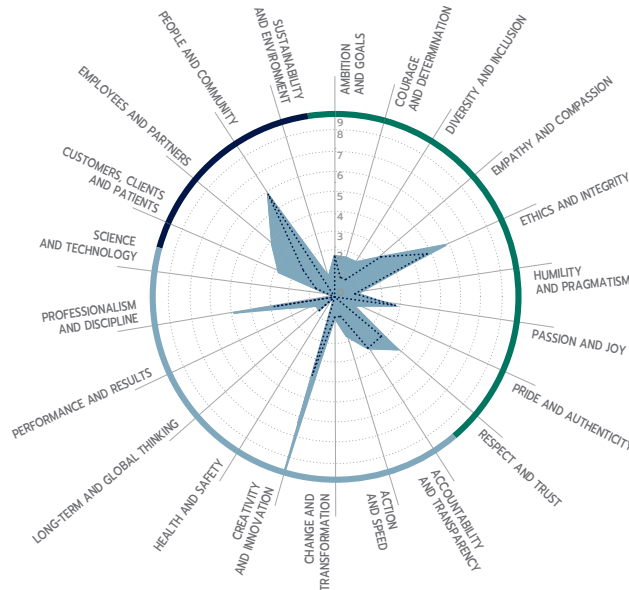 AMBITION
AND GOALS
COURAGE
AND DETERMINATION
DIVERSITY AND INCLUSION
EMPATHY AND COMPASSION
ETHICS AND INTEGRITY
HUMILITY
AND PRAGMATISM
PASSION AND JOY
PRIDE AND AUTHENTICITY
RESPECT AND TRUST
ACCOUNTABILITY
AND TRANSPARENCY
ACTION
AND SPEED
CHANGE AND
TRANSFORMATION
CREATIVITY
AND INNOVATION
HEALTH AND SAFETY
LONG-TERM AND GLOBAL THINKING
PERFORMANCE AND RESULTS
PROFESSIONALISM
AND DISCIPLINE
SCIENCE
AND TECHNOLOGY
CUSTOMERS, CLIENTS
AND PATIENTS
EMPLOYEES AND PARTNERS
PEOPLE AND COMMUNITY
SUSTAINABILITY
AND ENVIRONMENT
9
8
7
6
5
4
3
2
1
0